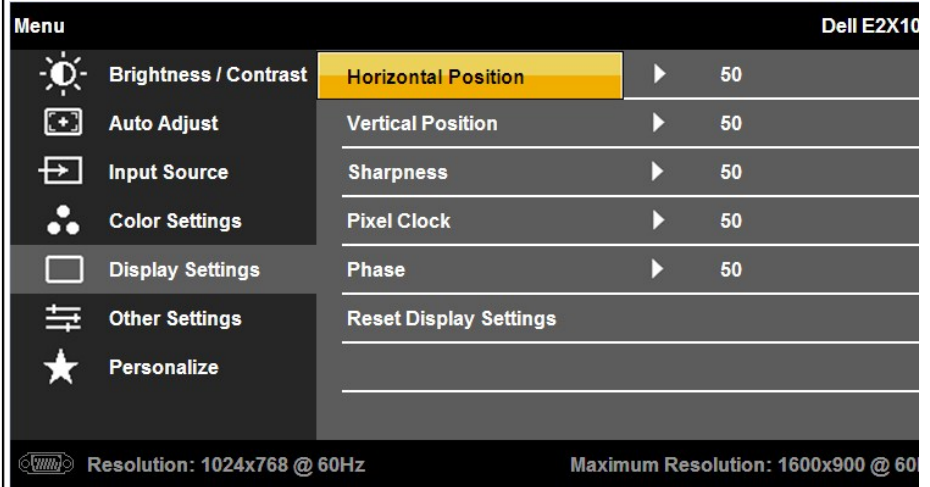 Menu Dell E2X10
Brightness / Contrast Horizontal Position 50
Auto Adjust Vertical Position 50
Input Source Sharpness 50
Color Settings Pixel Clock 50
Display Settings Phase 50
Other Settings Reset Display Settings
Personalize
Resolution: 1024x768 @ 60Hz Maximum Resolution: 1600x900 @ 60